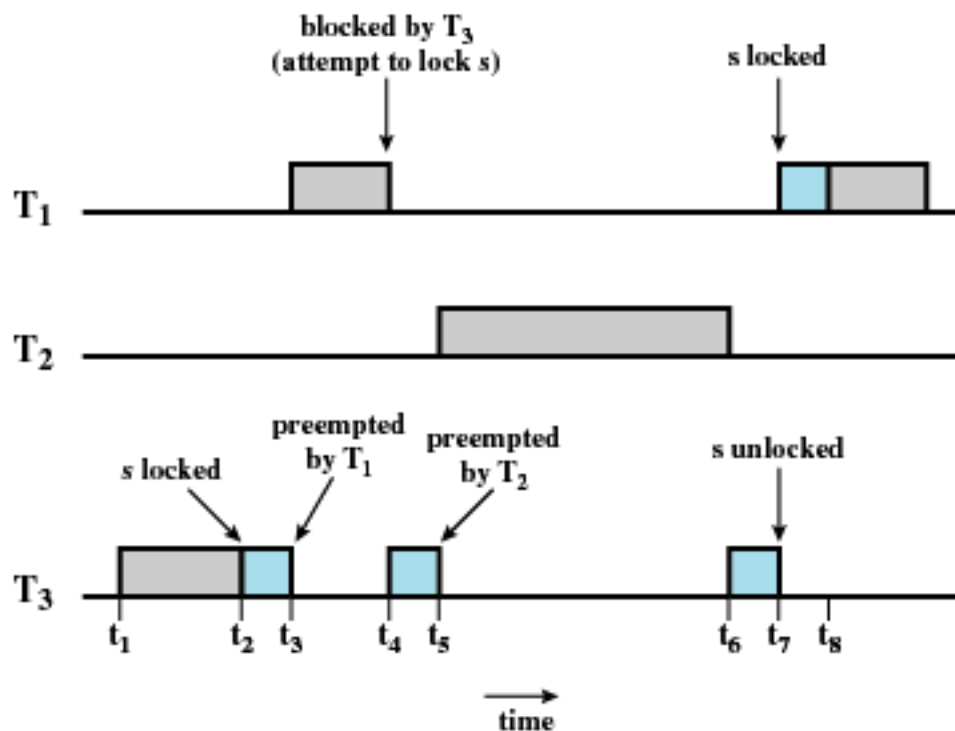 blocked by T₃
(attempt to lock s)
s locked
T₁
T₂
s locked
preempted
by T₁
preempted
by T₂
s unlocked
T₃
t₁ t₂ t₃ t₄ t₅ t₆ t₇ t₈
time